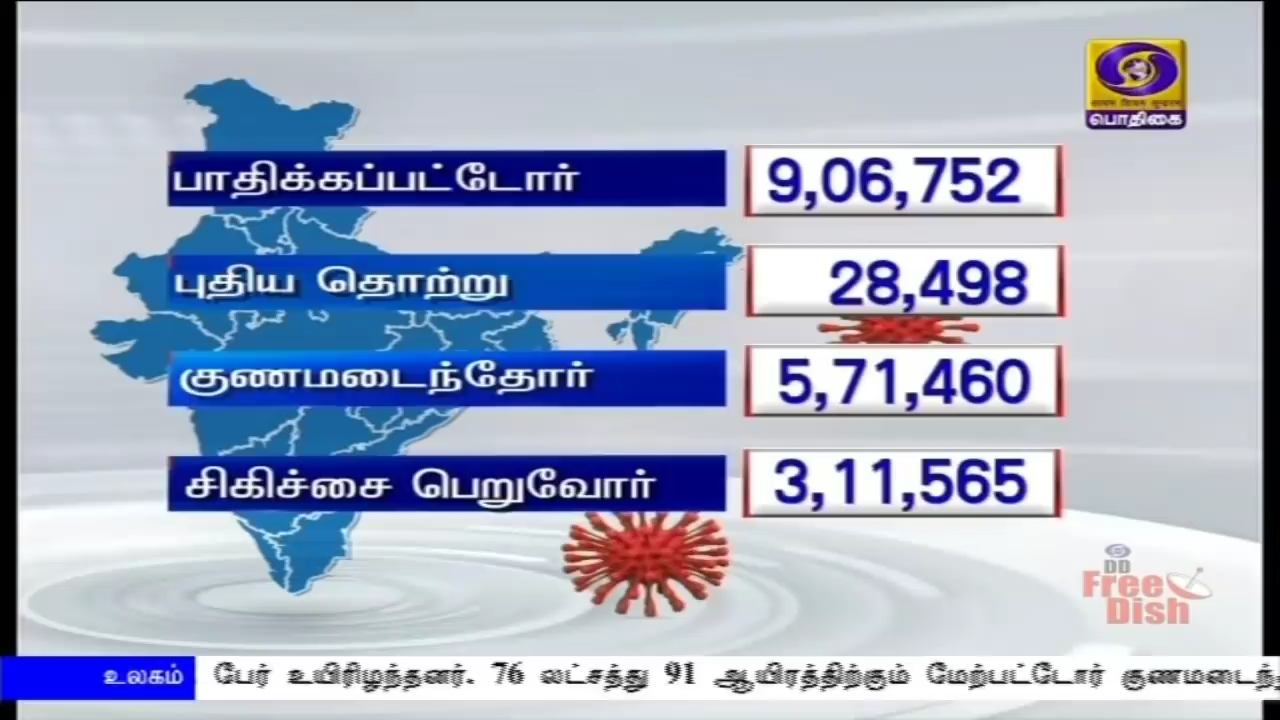 பொதிகை
பாதிக்கப்பட்டோர் 9,06,752
புதிய தொற்று 28,498
குணமடைந்தோர் 5,71,460
சிகிச்சை பெறுவோர் 3,11,565
DD
Free
Dish
உலகம் பேர் உயிரிழந்தனர். 76 லட்சத்து 91 ஆயிரத்திற்கும் மேற்பட்டோர்